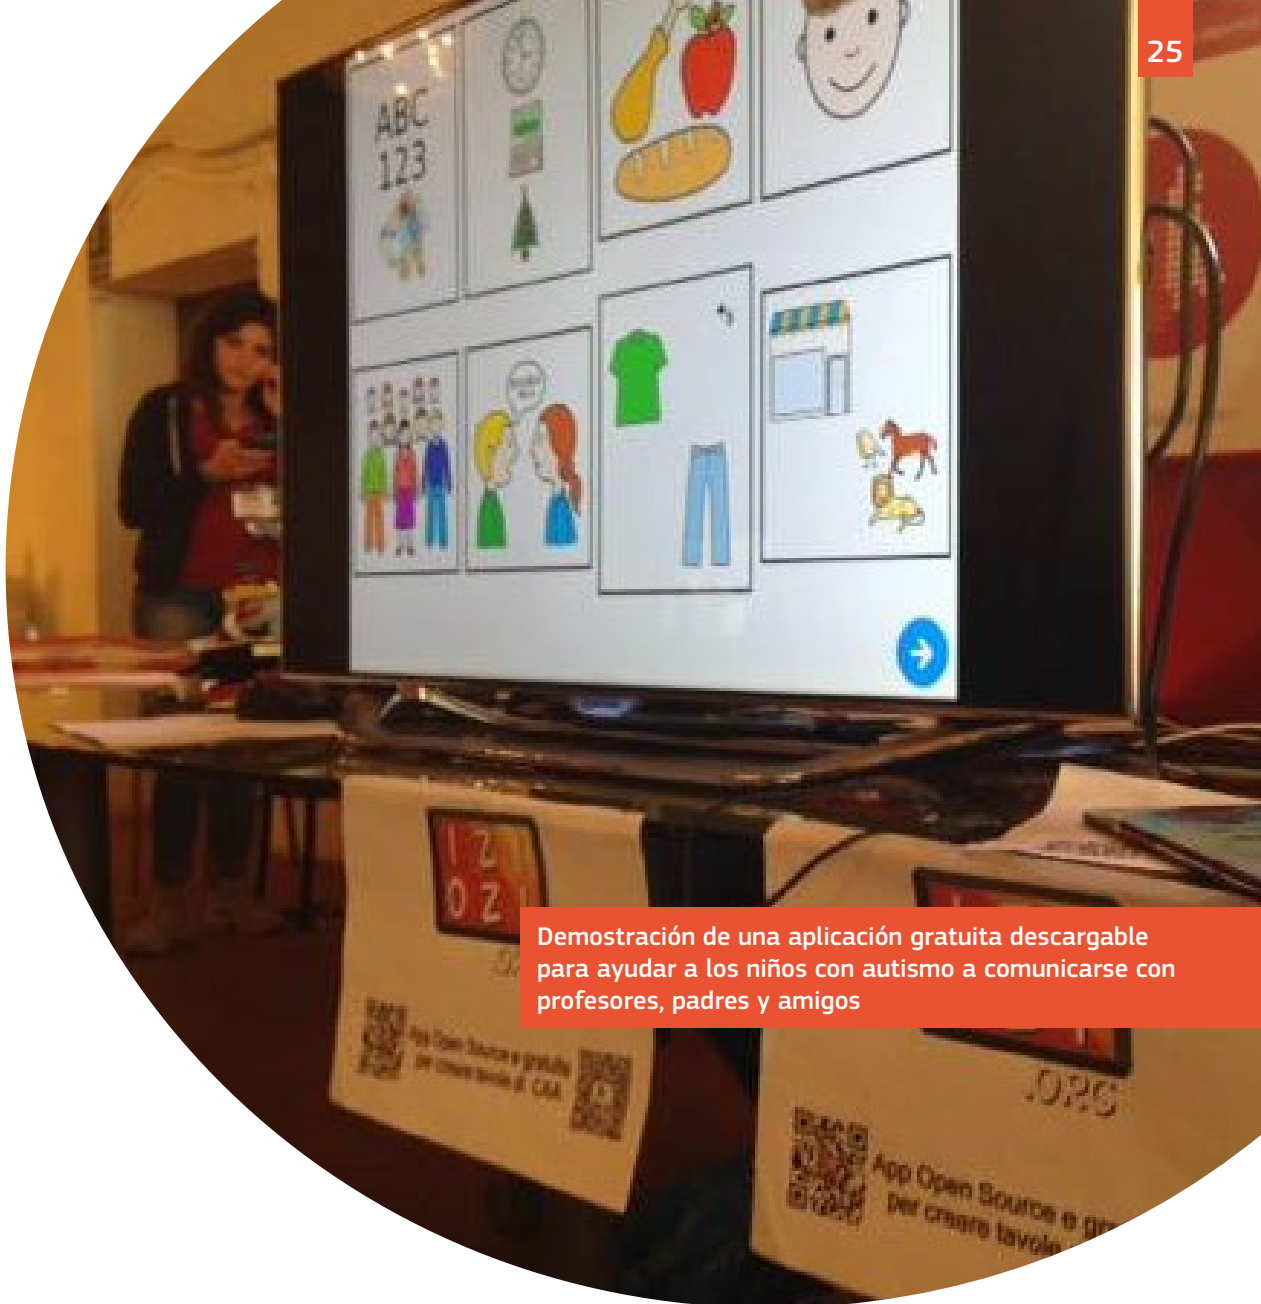 25
ABC
123
Demostración de una aplicación gratuita descargable
para ayudar a los niños con autismo a comunicarse con
profesores, padres y amigos
I Z
O Z I
App Open Source e gratuita
per creare tavole di CAA
.ORG
App Open Source e
per creare tavole